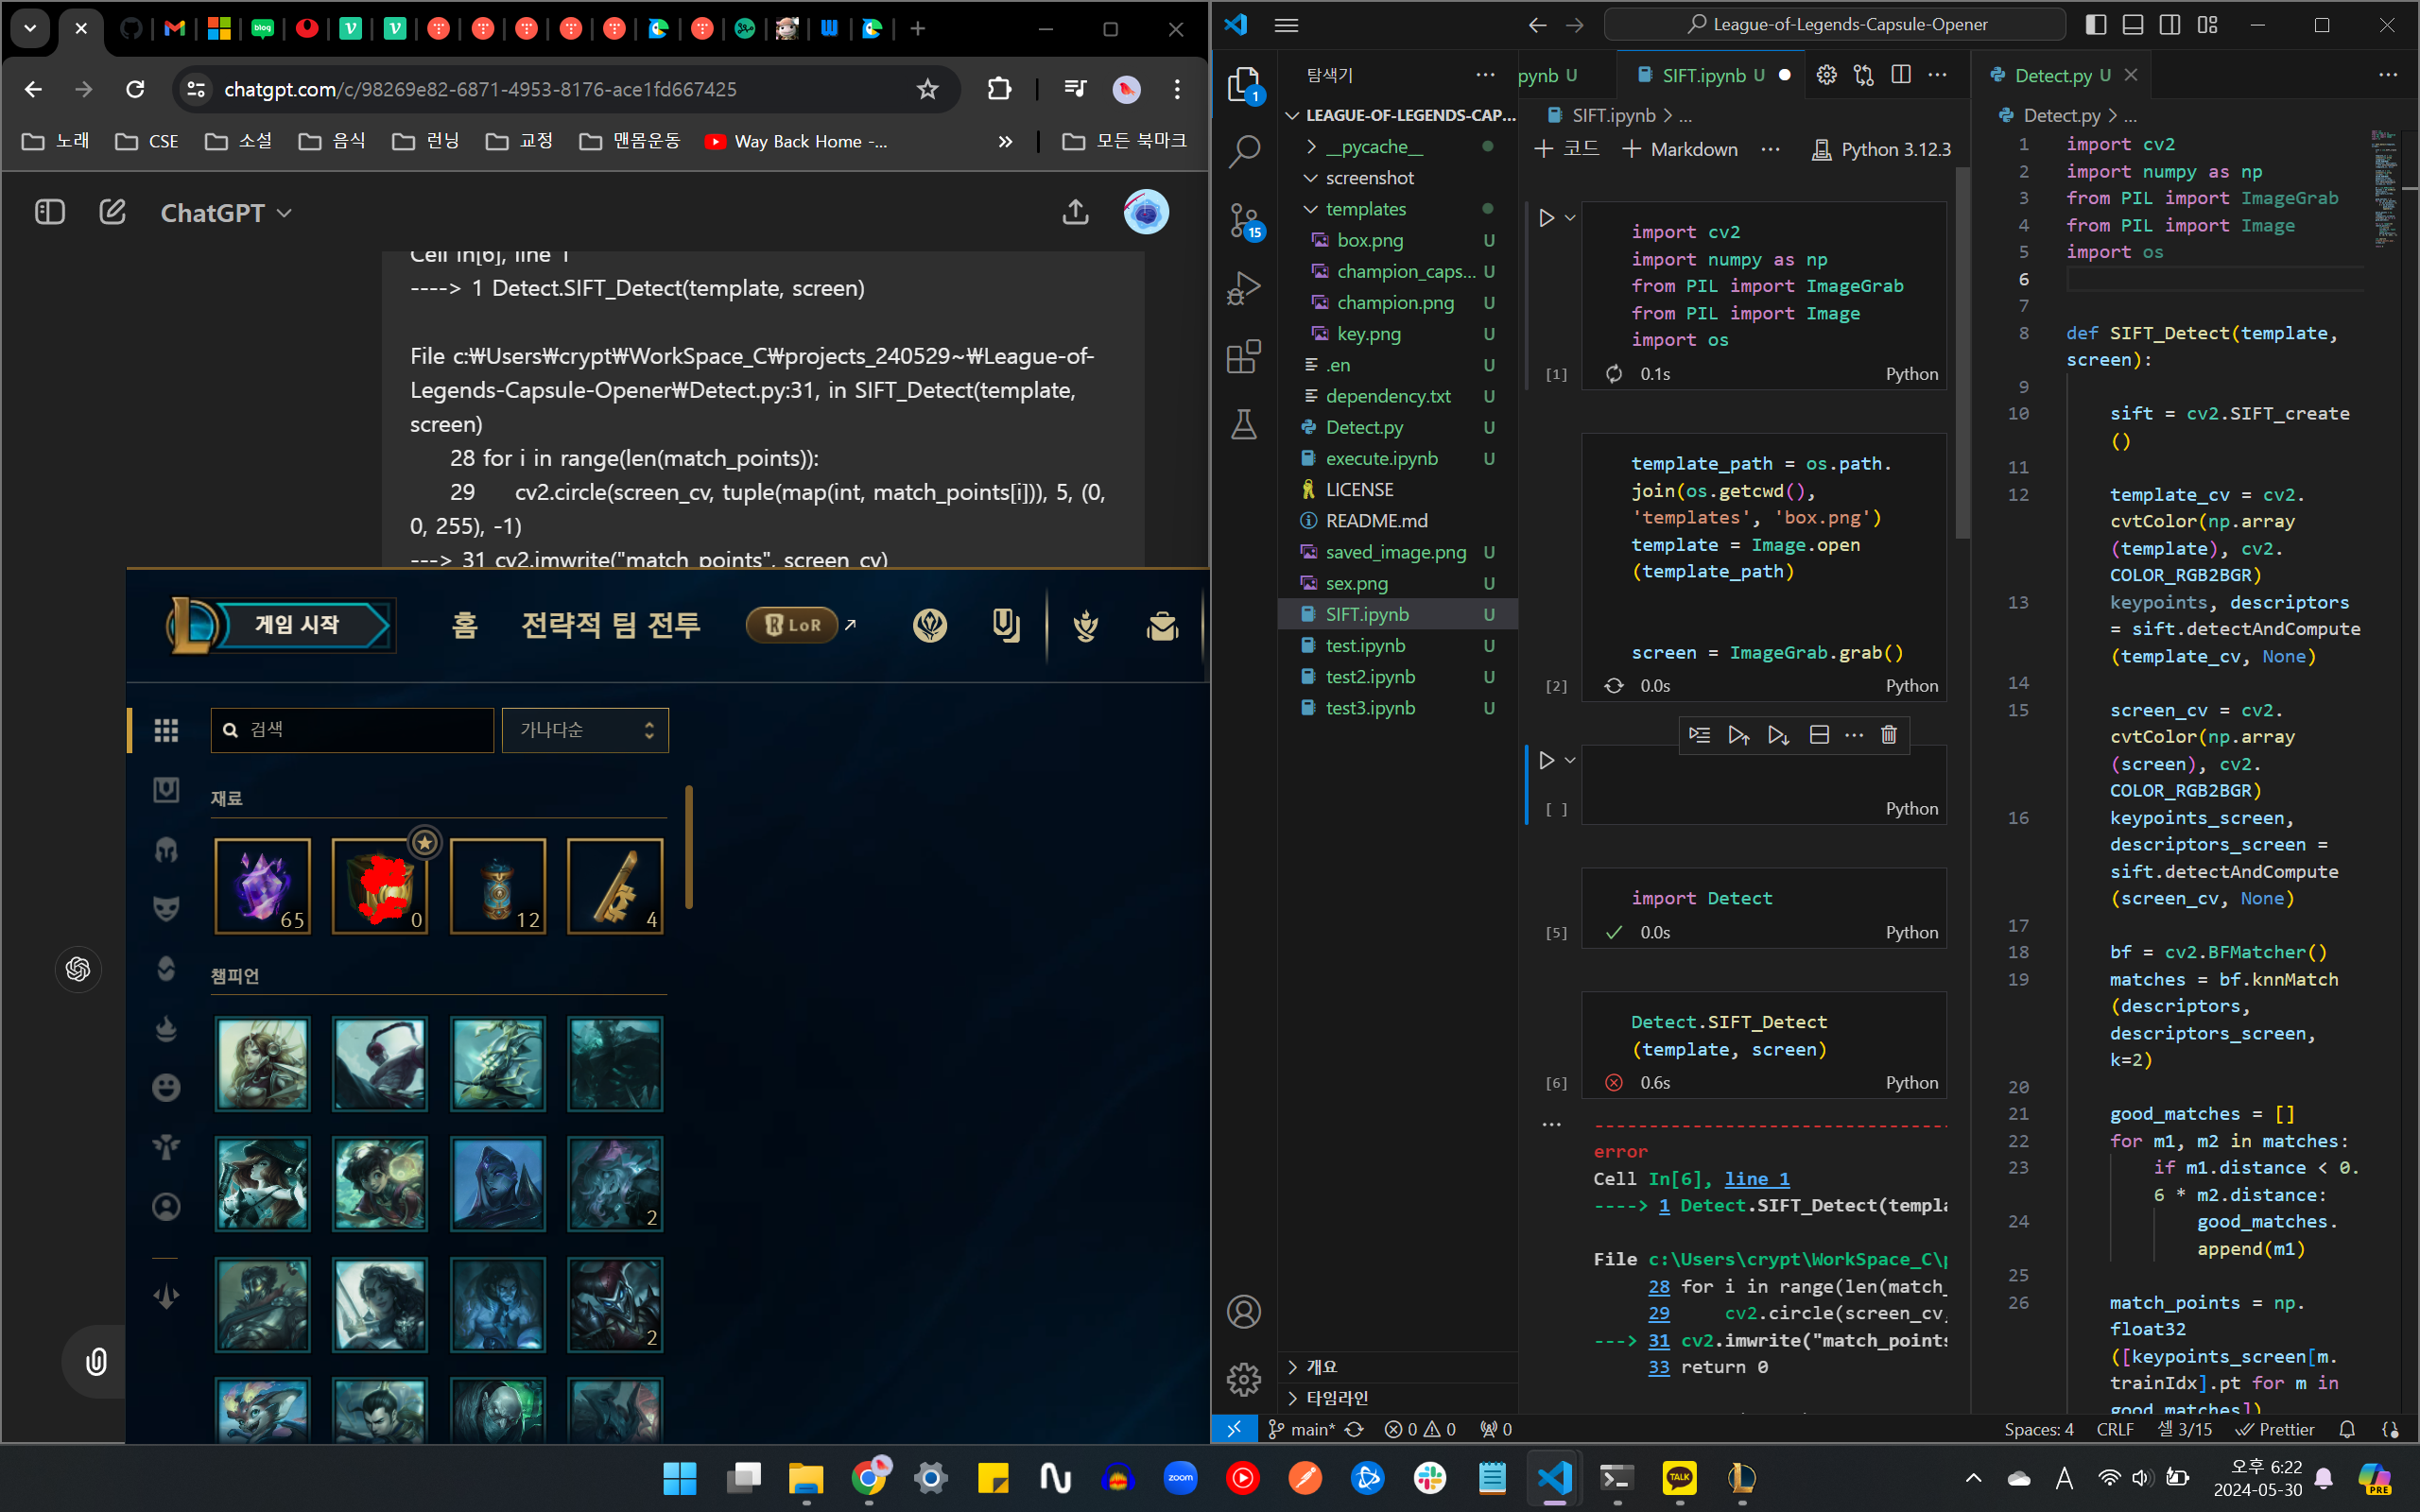 chatgpt.com/c/98269e82-6871-4953-8176-ace1fd667425
노래
CSE
소설
음식
런닝
교정
맨몸운동
Way Back Home -...
모든 북마크
ChatGPT
Cell In[6], line 1
----> 1 Detect.SIFT_Detect(template, screen)
File c:₩Users₩crypt₩WorkSpace_C₩projects_240529~₩League-of-
Legends-Capsule-Opener₩Detect.py:31, in SIFT_Detect(template,
screen)
28 for i in range(len(match_points)):
29 cv2.circle(screen_cv, tuple(map(int, match_points[i])), 5, (0,
0, 255), -1)
---> 31 cv2.imwrite("match_points", screen_cv)
게임 시작
홈
전략적 팀 전투
LoR
검색
가나다순
재료
65
0
12
4
챔피언
2
2
League-of-Legends-Capsule-Opener
탐색기
LEAGUE-OF-LEGENDS-CAP...
__pycache__
screenshot
templates
box.png U
champion_caps... U
champion.png U
key.png U
.en U
dependency.txt U
Detect.py U
execute.ipynb U
LICENSE
README.md
saved_image.png U
sex.png U
SIFT.ipynb U
test.ipynb U
test2.ipynb U
test3.ipynb U
개요
타임라인
1
15
pynb U
SIFT.ipynb U
SIFT.ipynb > ...
+ 코드 + Markdown ... Python 3.12.3
import cv2
import numpy as np
from PIL import ImageGrab
from PIL import Image
import os
[1] 0.1s Python
template_path = os.path.
join(os.getcwd(),
'templates', 'box.png')
template = Image.open
(template_path)
screen = ImageGrab.grab()
[2] 0.0s Python
[ ] Python
import Detect
[5] 0.0s Python
Detect.SIFT_Detect
(template, screen)
[6] 0.6s Python
error
Cell In[6], line 1
----> 1 Detect.SIFT_Detect(templa
File c:\Users\crypt\WorkSpace_C\p
28 for i in range(len(match_
29 cv2.circle(screen_cv,
---> 31 cv2.imwrite("match_points
33 return 0
Detect.py U
Detect.py > ...
1 import cv2
2 import numpy as np
3 from PIL import ImageGrab
4 from PIL import Image
5 import os
6
7
8 def SIFT_Detect(template,
screen):
9
10 sift = cv2.SIFT_create
()
11
12 template_cv = cv2.
cvtColor(np.array
(template), cv2.
COLOR_RGB2BGR)
13 keypoints, descriptors
= sift.detectAndCompute
(template_cv, None)
14
15 screen_cv = cv2.
cvtColor(np.array
(screen), cv2.
COLOR_RGB2BGR)
16 keypoints_screen,
descriptors_screen =
sift.detectAndCompute
(screen_cv, None)
17
18 bf = cv2.BFMatcher()
19 matches = bf.knnMatch
(descriptors,
descriptors_screen,
k=2)
20
21 good_matches = []
22 for m1, m2 in matches:
23 if m1.distance < 0.
6 * m2.distance:
24 good_matches.
append(m1)
25
26 match_points = np.
float32
([keypoints_screen[m.
trainIdx].pt for m in
good_matches])
main* 0 0 0
Spaces: 4 CRLF 셀 3/15 Prettier
zoom
TALK
A
오후 6:22
2024-05-30
PRE